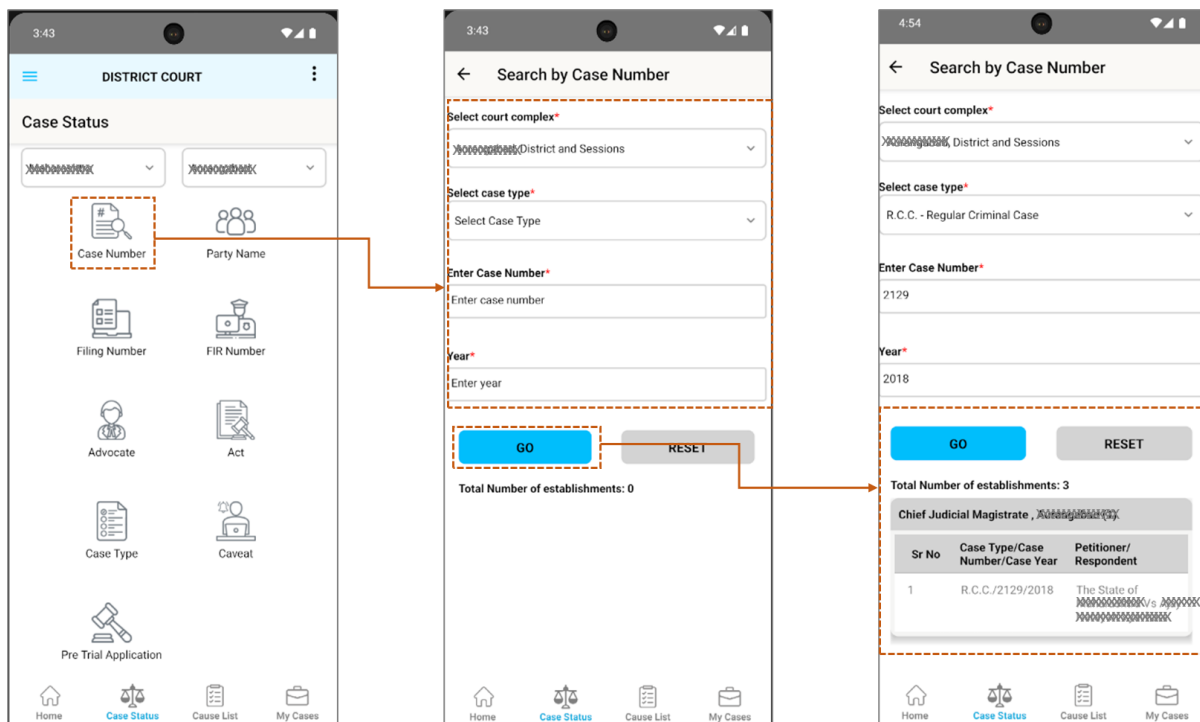 3:43
DISTRICT COURT
Case Status
Case Number
Party Name
Filing Number
FIR Number
Advocate
Act
Case Type
Caveat
Pre Trial Application
Home
Case Status
Cause List
My Cases
3:43
Search by Case Number
Select court complex*
District and Sessions
Select case type*
Select Case Type
Enter Case Number*
Enter case number
Year*
Enter year
GO
RESET
Total Number of establishments: 0
Home
Case Status
Cause List
My Cases
4:54
Search by Case Number
Select court complex*
, District and Sessions
Select case type*
R.C.C. - Regular Criminal Case
Enter Case Number*
2129
Year*
2018
GO
RESET
Total Number of establishments: 3
Chief Judicial Magistrate ,
Sr No
Case Type/Case
Number/Case Year
Petitioner/
Respondent
1
R.C.C./2129/2018
The State of
Vs
Home
Case Status
Cause List
My Cases